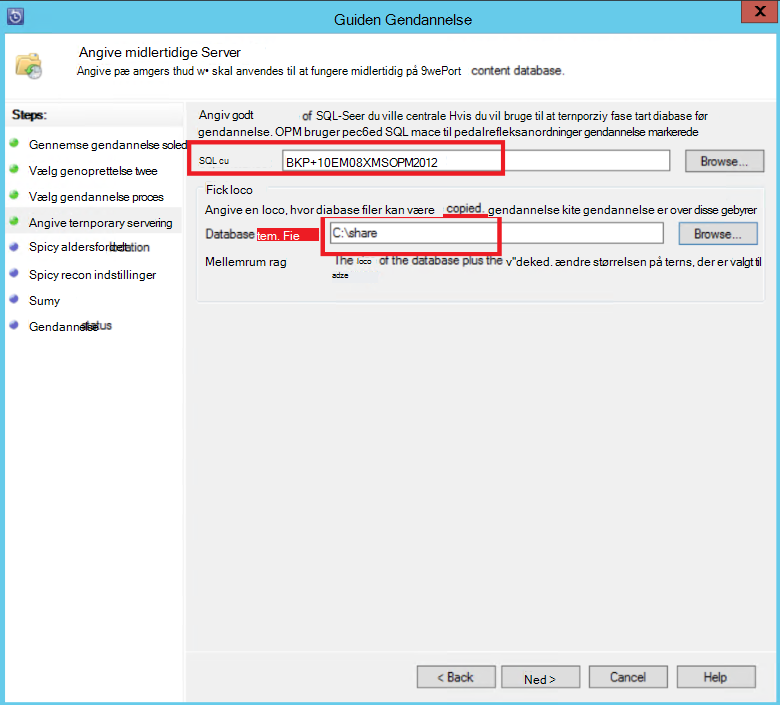 Guiden Gendannelse
X
Angive midlertidige Server
Angive pæ amgers thud w• skal anvendes til at fungere midlertidig på 9wePort content database.
Steps:
Gennemse gendannelse soled
Vælg genoprettelse twee
Vælg gendannelse proces
Angive ternporary servering
Spicy aldersfordelt
Spicy recon indstillinger
Sumy
Gendannelse status
Angiv godt of SQL-Seer du ville centrale Hvis du vil bruge til at ternporziy fase tart diabase før
gendannelse. OPM bruger pec6ed SQL mace til pedalrefleksanordninger gendannelse markerede
SQL cu
BKP+10EM08XMSOPM2012
Browse...
Fick loco
Angive en loco, hvor diabase filer kan være copied. gendannelse kite gendannelse er over disse gebyrer
Database tem. Fie
C:\share
Browse...
Mellemrum rag
The loco of the database plus the v"deked. ændre størrelsen på terns, der er valgt til
adze
< Back
Ned >
Cancel
Help